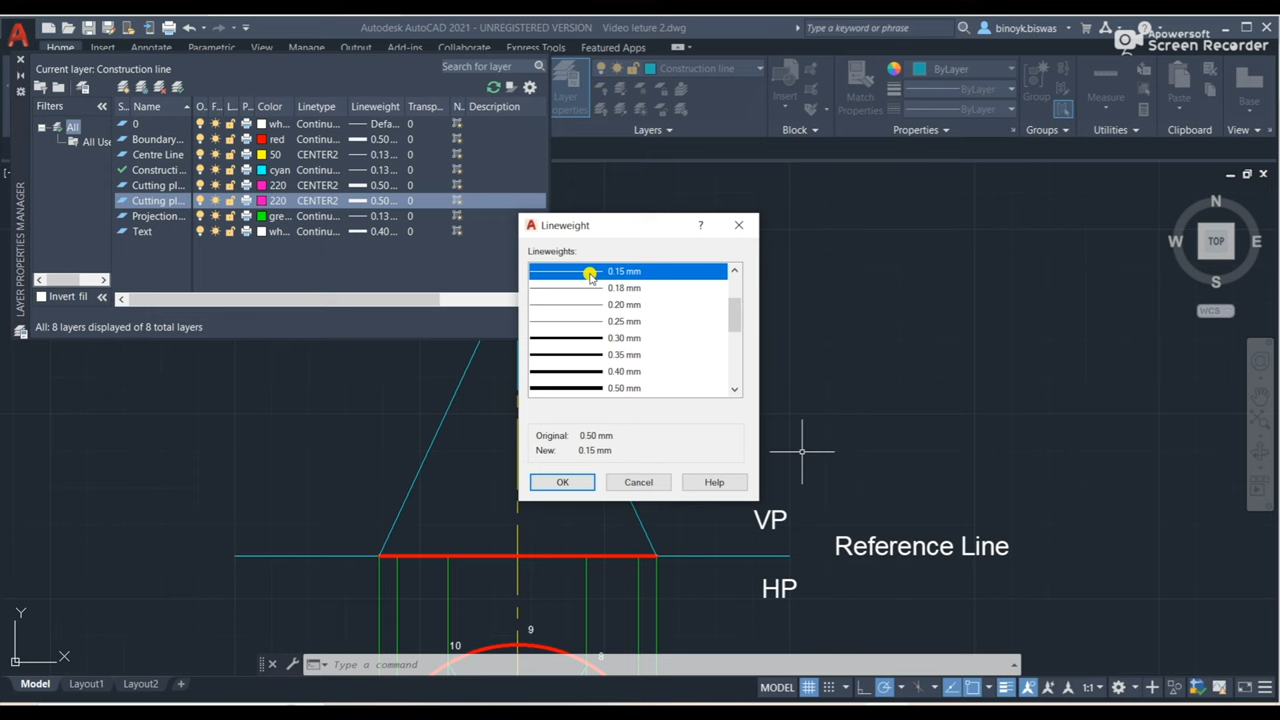 Autodesk AutoCAD 2021 - UNREGISTERED VERSION Video leture 2.dwg
Type a keyword or phrase
binoyk.biswas
Apowersoft
Screen Recorder
Home Insert Annotate Parametric View Manage Output Add-ins Collaborate Express Tools Featured Apps
Current layer: Construction line
Search for layer
Construction line
ByLayer
ByLayer
ByLayer
Layer
Properties
Insert
Match
Properties
Group
Measure
Paste
Base
Layers
Block
Properties
Groups
Utilities
Clipboard
View
Filters
S.. Name O. F.. L... P.. Color Linetype Lineweight Transp... N.. Description
All
All Use
0 wh... Continu... Defa... 0
Boundary... red Continu... 0.50... 0
Centre Line 50 CENTER2 0.13... 0
Constructi... cyan Continu... 0.13... 0
Cutting pl... 220 CENTER2 0.50... 0
Cutting pl... 220 CENTER2 0.50... 0
Projection... gre... Continu... 0.13... 0
Text wh... Continu... 0.40... 0
Invert fil
All: 8 layers displayed of 8 total layers
LAYER PROPERTIES MANAGER
Lineweight
?
Lineweights:
0.15 mm
0.18 mm
0.20 mm
0.25 mm
0.30 mm
0.35 mm
0.40 mm
0.50 mm
Original: 0.50 mm
New: 0.15 mm
OK Cancel Help
N
W TOP E
S
WCS
VP
Reference Line
HP
9
10
8
Y
X
Type a command
Model Layout1 Layout2 +
MODEL
1:1